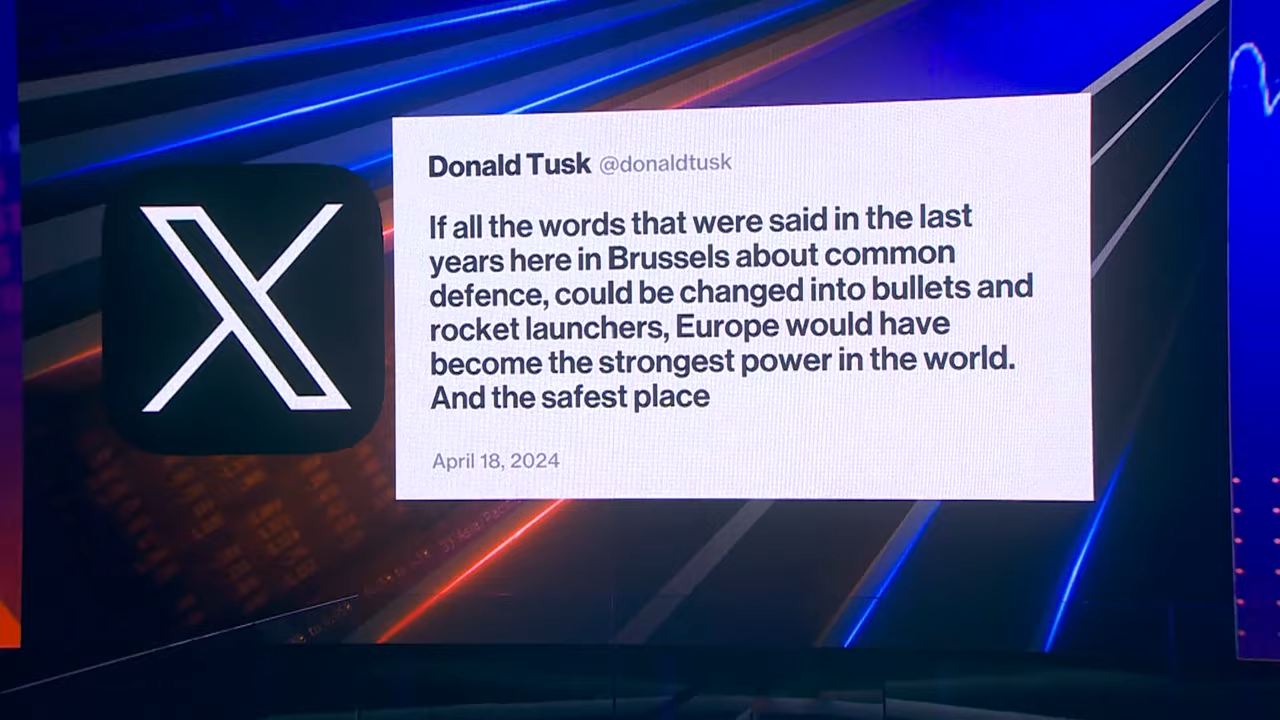 Donald Tusk @donaldtusk
If all the words that were said in the last
years here in Brussels about common
defence, could be changed into bullets and
rocket launchers, Europe would have
become the strongest power in the world.
And the safest place
April 18, 2024